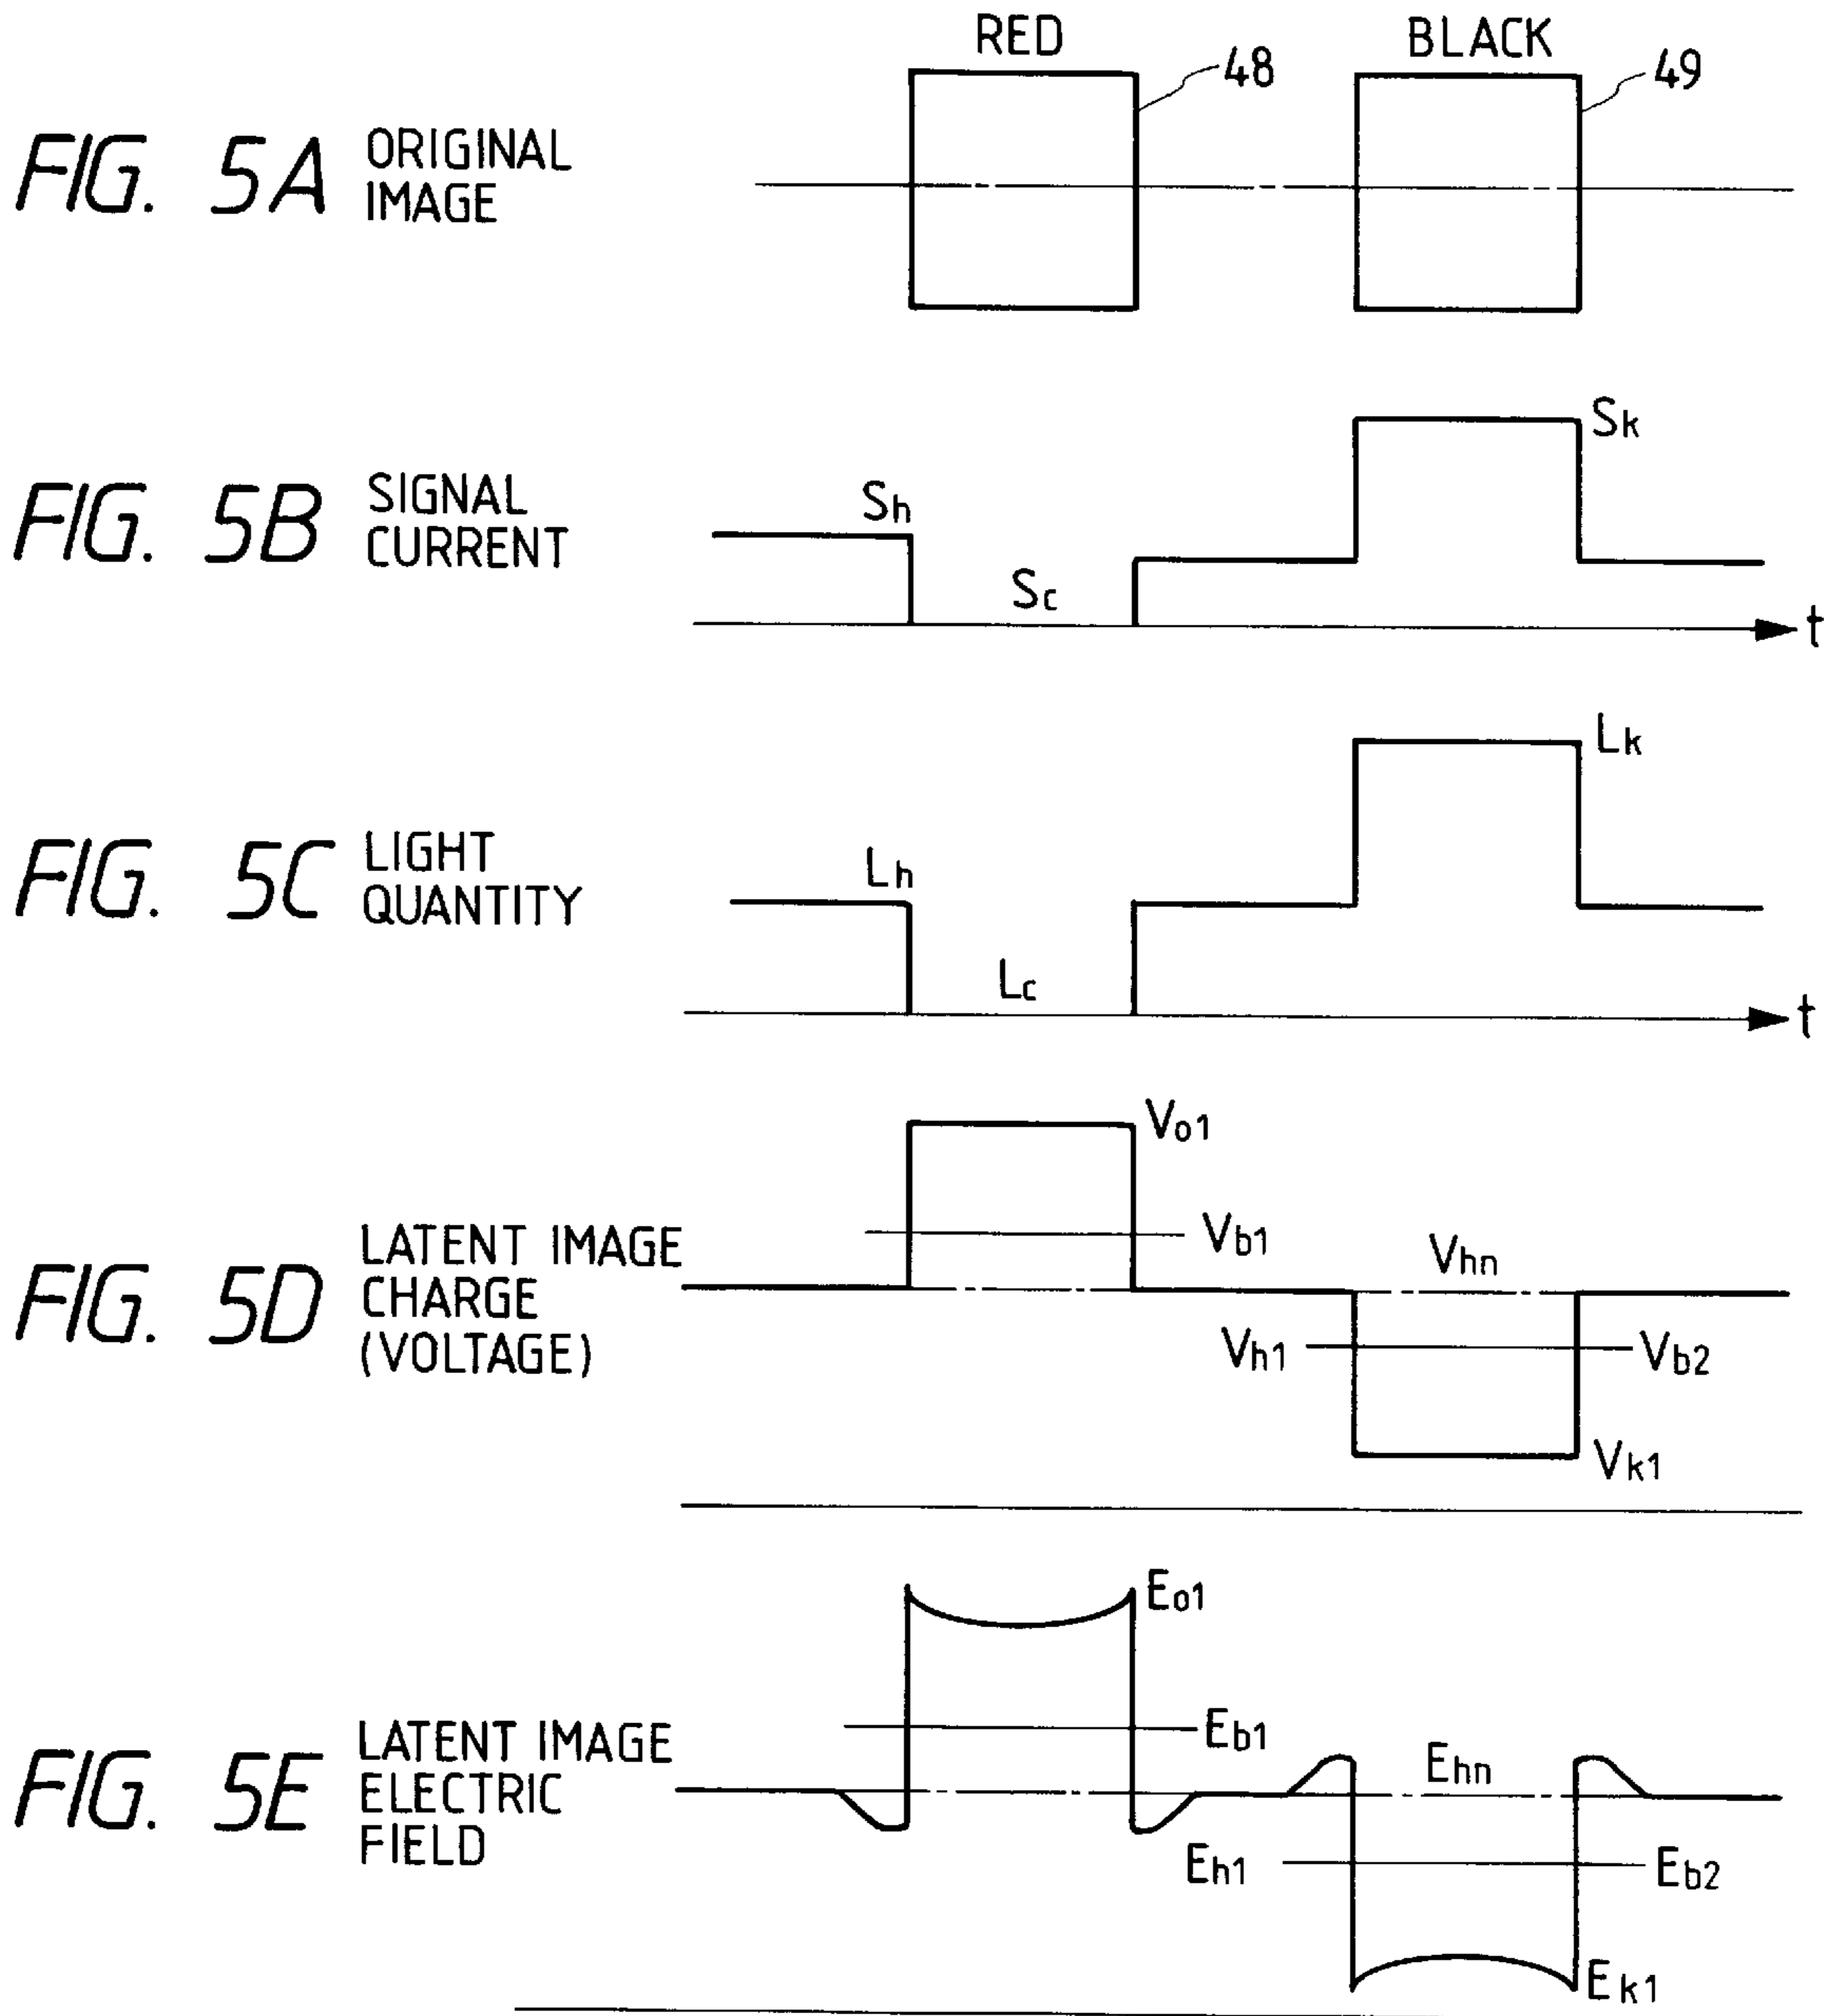 RED
BLACK
48
49
FIG. 5A
ORIGINAL
IMAGE
Sk
FIG. 5B
SIGNAL
CURRENT
Sh
Sc
t
Lk
FIG. 5C
LIGHT
QUANTITY
Lh
Lc
t
Vo1
FIG. 5D
LATENT IMAGE
CHARGE
(VOLTAGE)
Vb1
Vhn
Vh1
Vb2
Vk1
Eo1
FIG. 5E
LATENT IMAGE
ELECTRIC
FIELD
Eb1
Ehn
Eh1
Eb2
Ek1